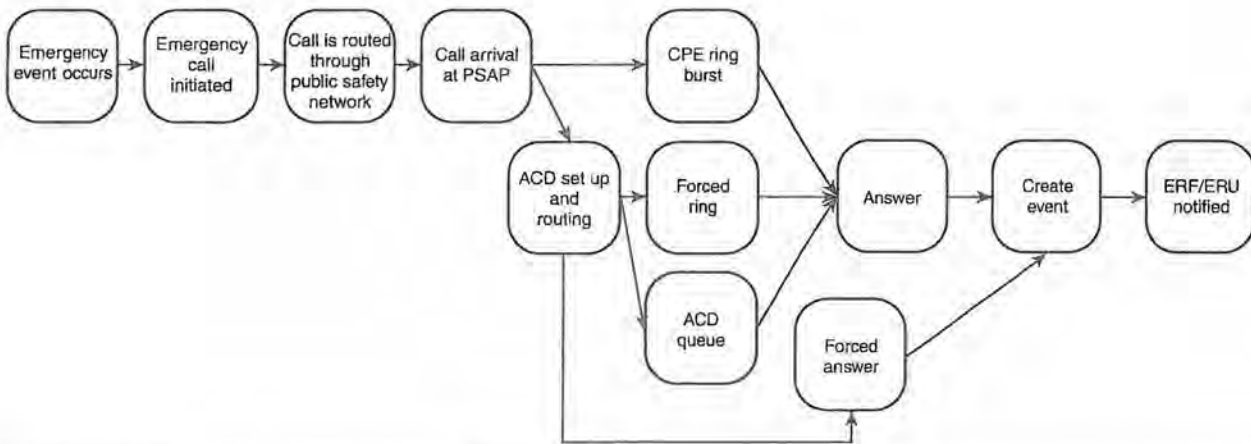 Emergency
event occurs
Emergency
call
initiated
Call is routed
through
public safety
network
Call arrival
at PSAP
CPE ring
burst
ACD set up
and
routing
Forced
ring
Answer
Create
event
ERF/ERU
notified
ACD
queue
Forced
answer